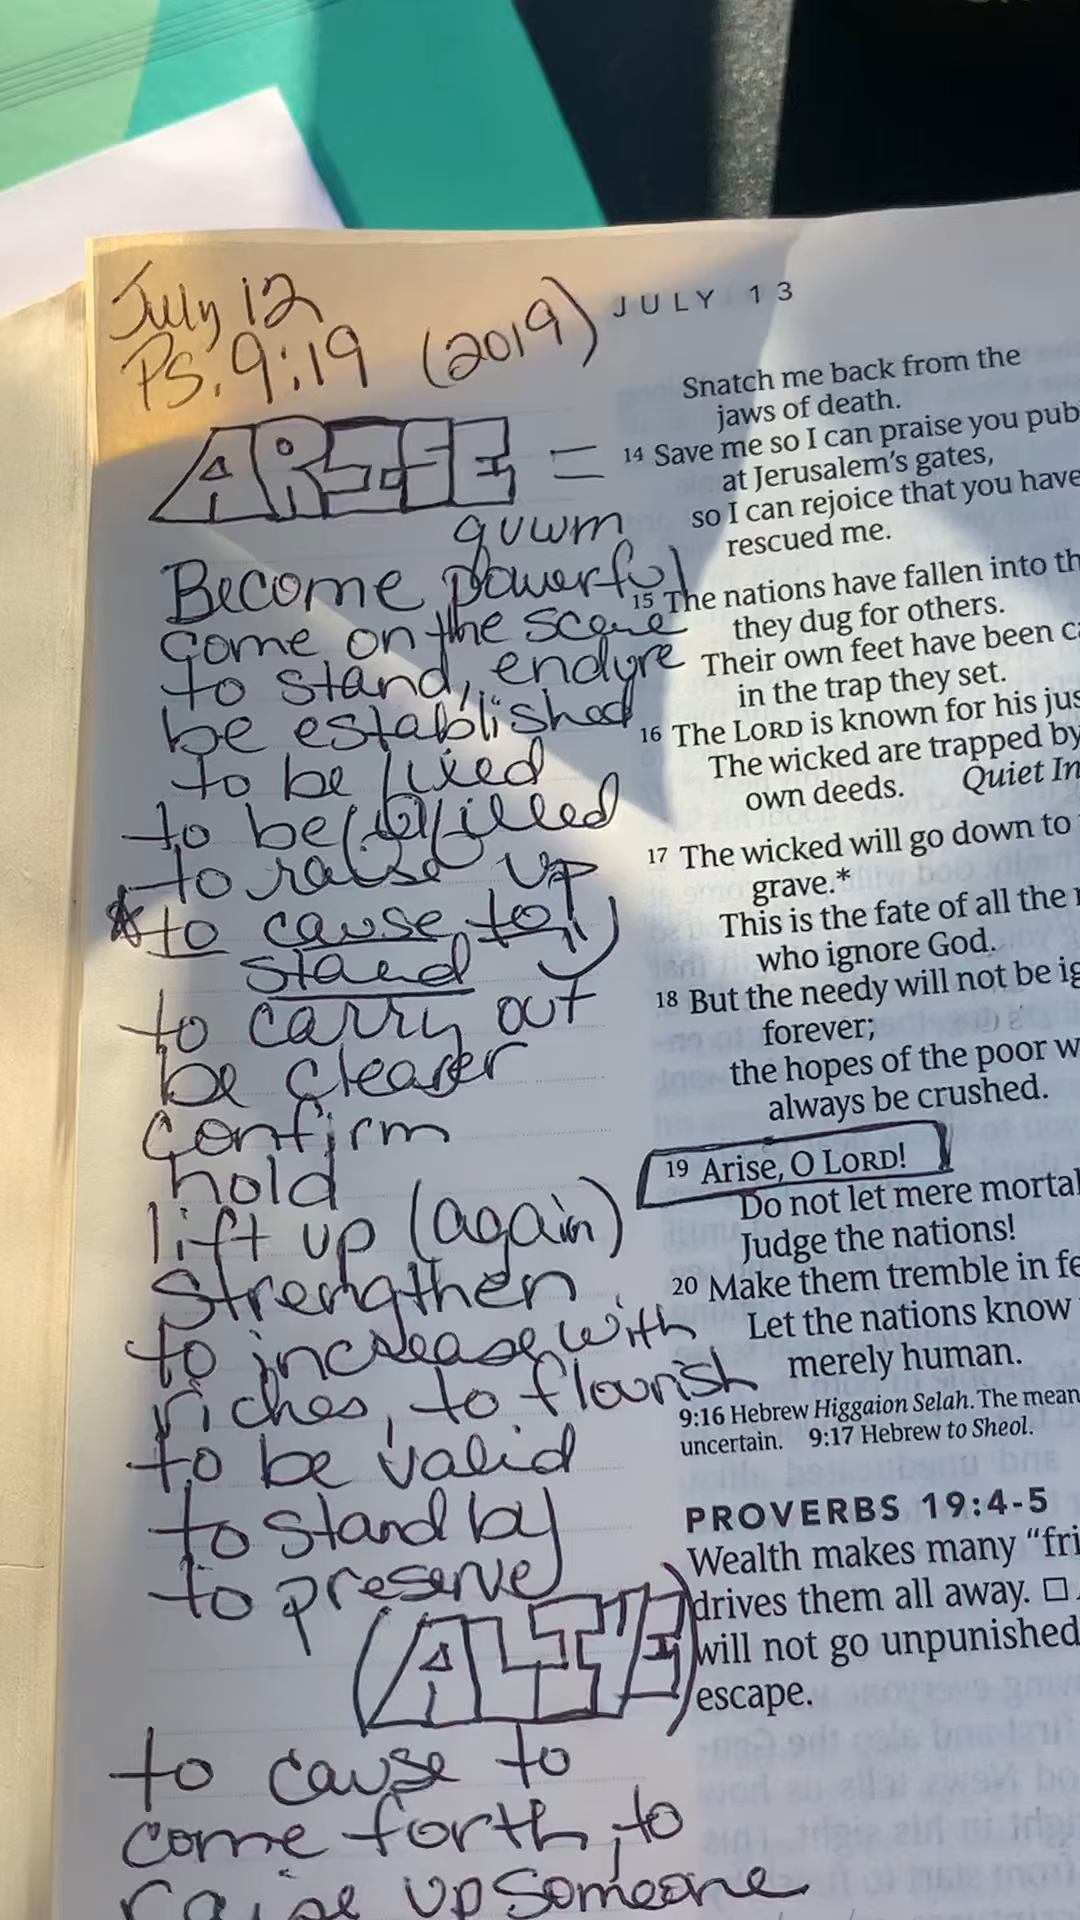 July 12
Ps. 9:19 (2019)
ARISE =
quwm
Become powerful
come on the scene
to stand, endure
be established
to be fixed
to be fulfilled
to raise up
to cause to
stand
to carry out
be clearer
confirm
hold
lift up (again)
strengthen
to increase with
riches, to flourish
to be valid
to stand by
to preserve
(ALIVE)
to cause to
come forth, to
raise up someone
JULY 13
Snatch me back from the
jaws of death.
14 Save me so I can praise you pub
at Jerusalem's gates,
so I can rejoice that you have
rescued me.
15 The nations have fallen into th
they dug for others.
Their own feet have been c
in the trap they set.
16 The LORD is known for his jus
The wicked are trapped by
own deeds. Quiet In
17 The wicked will go down to
grave.*
This is the fate of all the
who ignore God.
18 But the needy will not be ig
forever;
the hopes of the poor w
always be crushed.
19 Arise, O LORD!
Do not let mere mortal
Judge the nations!
20 Make them tremble in fe
Let the nations know
merely human.
9:16 Hebrew Higgaion Selah. The mean
uncertain. 9:17 Hebrew to Sheol.
PROVERBS 19:4-5
Wealth makes many "fri
drives them all away. □
will not go unpunished
escape.